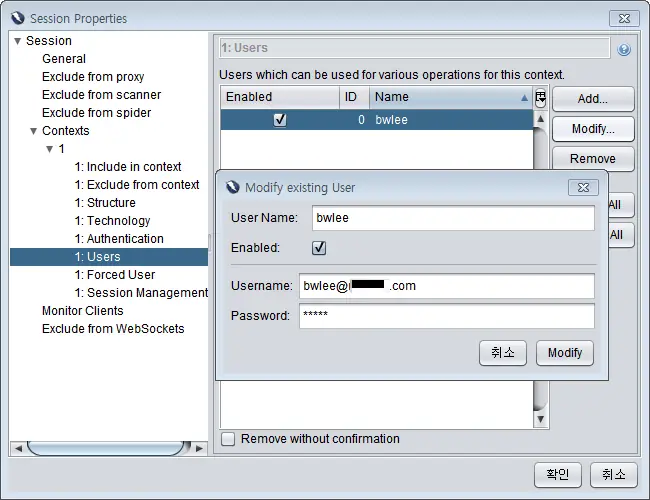 Session Properties
Session
General
Exclude from proxy
Exclude from scanner
Exclude from spider
Contexts
1
1: Include in context
1: Exclude from context
1: Structure
1: Technology
1: Authentication
1: Users
1: Forced User
1: Session Management
Monitor Clients
Exclude from WebSockets
1: Users
Users which can be used for various operations for this context.
Enabled ID Name
0 bwlee
Add...
Modify...
Remove
All
All
Modify existing User
User Name: bwlee
Enabled:
Username: bwlee@ .com
Password: *****
취소 Modify
Remove without confirmation
확인 취소